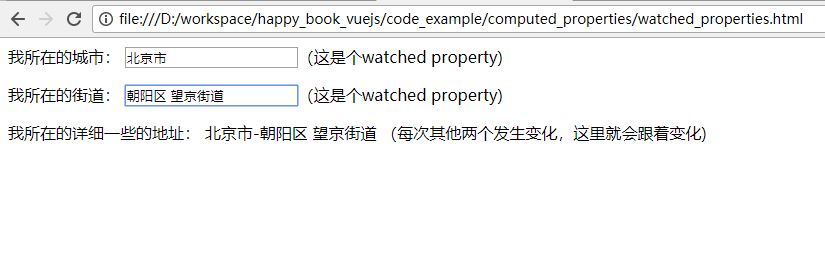 file:///D:/workspace/happy_book_vuejs/code_example/computed_properties/watched_properties.html
我所在的城市： 北京市 (这是个watched property)
我所在的街道： 朝阳区 望京街道 (这是个watched property)
我所在的详细一些的地址： 北京市-朝阳区 望京街道 （每次其他两个发生变化，这里就会跟着变化)